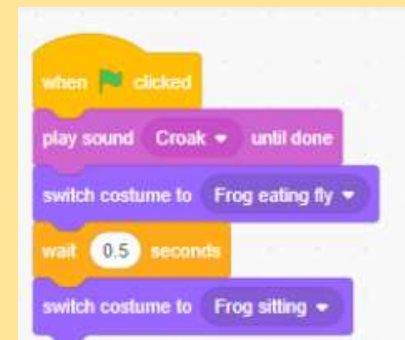 when clicked
play sound Croak until done
switch costume to Frog eating fly
wait 0.5 seconds
switch costume to Frog sitting